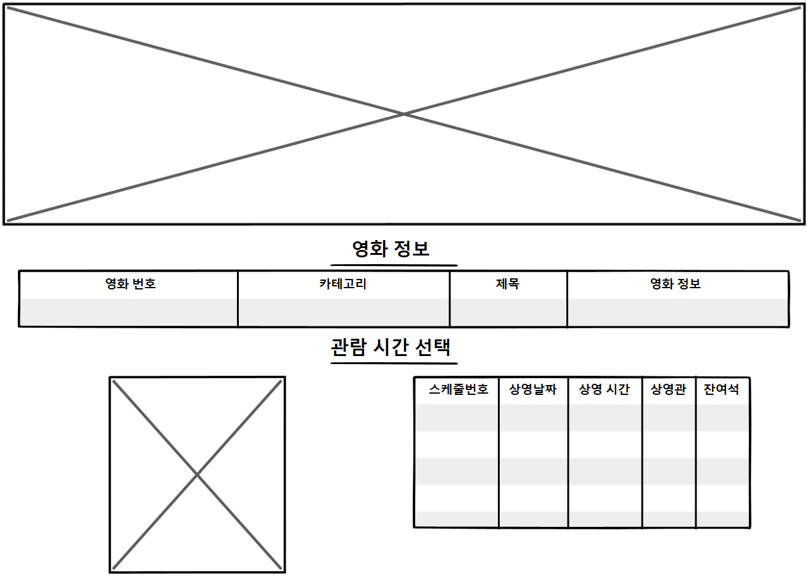 영화 정보
영화 번호 카테고리 제목 영화 정보
관람 시간 선택
스케줄번호 상영날짜 상영 시간 상영관 잔여석